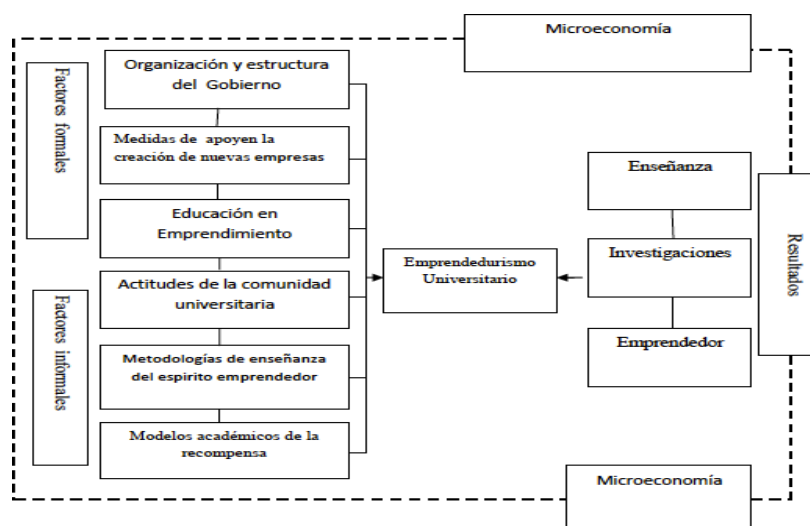 Microeconomía
Organización y estructura
del Gobierno
Factores formales
Medidas de apoyen la
creación de nuevas empresas
Educación en
Emprendimiento
Enseñanza
Resultados
Emprendedurismo
Universitario
Investigaciones
Actitudes de la comunidad
universitaria
Factores informales
Emprendedor
Metodologías de enseñanza
del espirito emprendedor
Modelos académicos de la
recompensa
Microeconomía